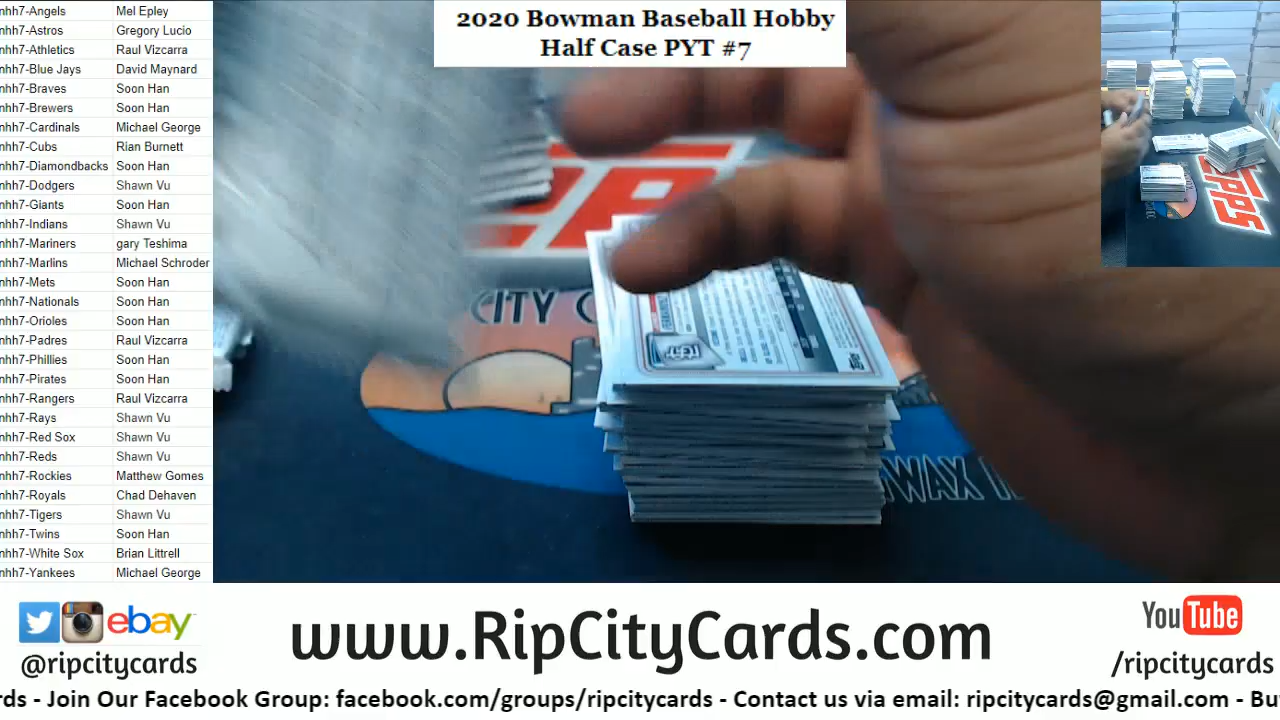 2020 Bowman Baseball Hobby
Half Case PYT #7
nhh7-Angels Mel Epley
nhh7-Astros Gregory Lucio
nhh7-Athletics Raul Vizcarra
nhh7-Blue Jays David Maynard
nhh7-Braves Soon Han
nhh7-Brewers Soon Han
nhh7-Cardinals Michael George
nhh7-Cubs Rian Burnett
nhh7-Diamondbacks Soon Han
nhh7-Dodgers Shawn Vu
nhh7-Giants Soon Han
nhh7-Indians Shawn Vu
nhh7-Mariners gary Teshima
nhh7-Marlins Michael Schroder
nhh7-Mets Soon Han
nhh7-Nationals Soon Han
nhh7-Orioles Soon Han
nhh7-Padres Raul Vizcarra
nhh7-Phillies Soon Han
nhh7-Pirates Soon Han
nhh7-Rangers Raul Vizcarra
nhh7-Rays Shawn Vu
nhh7-Red Sox Shawn Vu
nhh7-Reds Shawn Vu
nhh7-Rockies Matthew Gomes
nhh7-Royals Chad Dehaven
nhh7-Tigers Shawn Vu
nhh7-Twins Soon Han
nhh7-White Sox Brian Littrell
nhh7-Yankees Michael George
CITY
WAX
Topps
EPPS
ebay
@ripcitycards
www.RipCityCards.com
YouTube
/ripcitycards
rds - Join Our Facebook Group: facebook.com/groups/ripcitycards - Contact us via email: ripcitycards@gmail.com - Bu